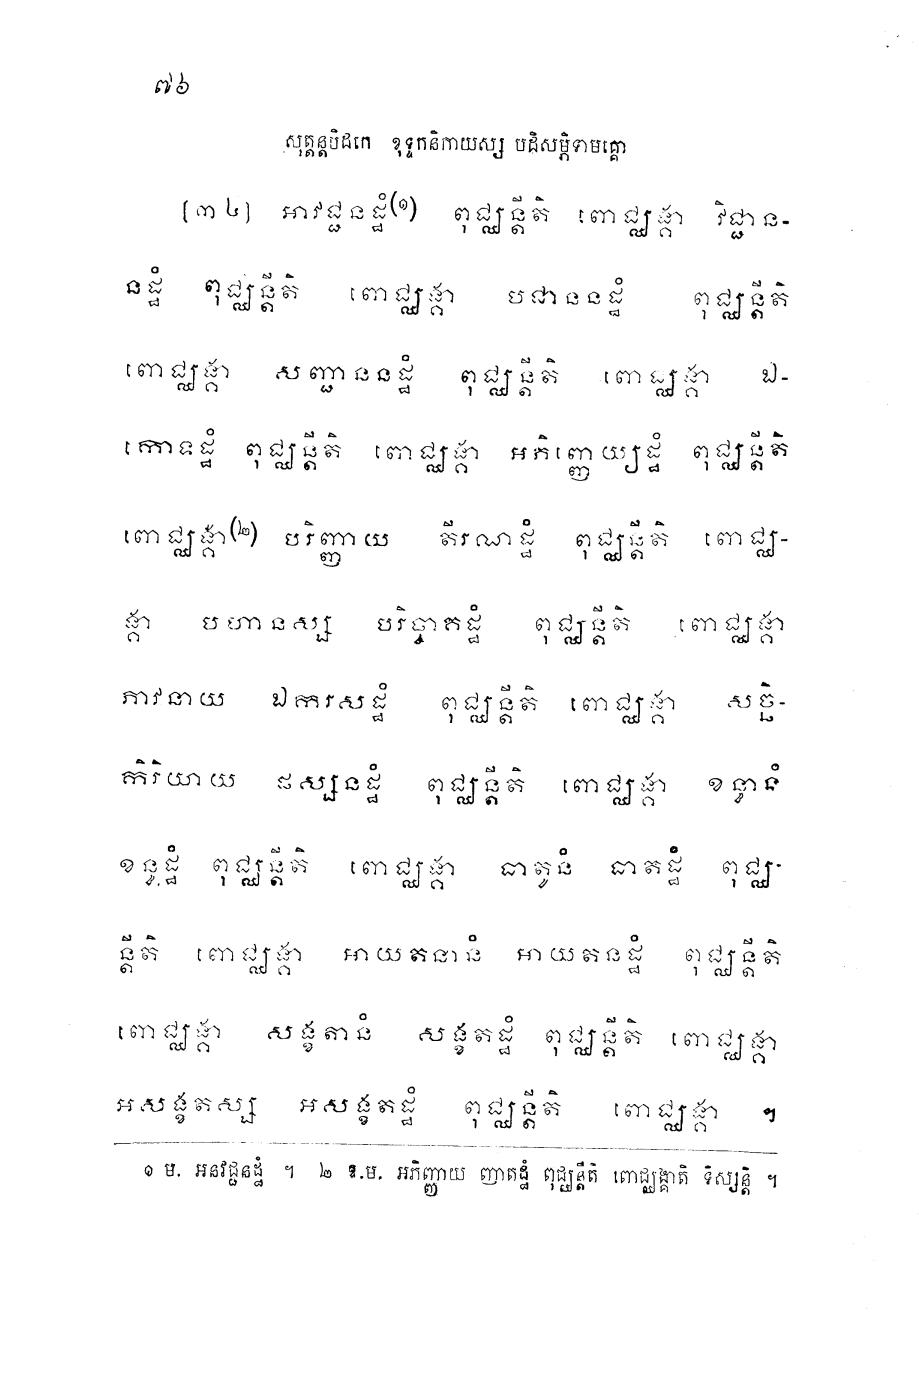 ៧៦
សុត្តន្តបិដកេ ខុទ្ទកនិកាយស្ស បដិសម្ភិទាមគ្គោ
[៣៤] អាវជ្ជនដ្ឋំ(១) ពុជ្ឈន្តីតិ ពោជ្ឈង្គា វិជ្ជាន-
នដ្ឋំ ពុជ្ឈន្តីតិ ពោជ្ឈង្គា បជាននដ្ឋំ ពុជ្ឈន្តីតិ
ពោជ្ឈង្គា សញ្ជាននដ្ឋំ ពុជ្ឈន្តីតិ ពោជ្ឈង្គា ឯ-
កោទដ្ឋំ ពុជ្ឈន្តីតិ ពោជ្ឈង្គា អភិញ្ញេយ្យដ្ឋំ ពុជ្ឈន្តីតិ
ពោជ្ឈង្គា(២) បរិញ្ញាយ តីរណាដ្ឋំ ពុជ្ឈន្តីតិ ពោជ្ឈ-
ង្គា បហានស្ស បរិច្ចាគដ្ឋំ ពុជ្ឈន្តីតិ ពោជ្ឈង្គា
ភាវនាយ ឯករសដ្ឋំ ពុជ្ឈន្តីតិ ពោជ្ឈង្គា សច្ឆិ-
កិរិយាយ ផស្សនដ្ឋំ ពុជ្ឈន្តីតិ ពោជ្ឈង្គា ខន្ធានំ
ខន្ធដ្ឋំ ពុជ្ឈន្តីតិ ពោជ្ឈង្គា ធាតូនំ ធាតដ្ឋំ ពុជ្ឈ-
ន្តីតិ ពោជ្ឈង្គា អាយតនានំ អាយតនដ្ឋំ ពុជ្ឈន្តីតិ
ពោជ្ឈង្គា សង្ខតានំ សង្ខតដ្ឋំ ពុជ្ឈន្តីតិ ពោជ្ឈង្គា
អសង្ខតស្ស អសង្ខតដ្ឋំ ពុជ្ឈន្តីតិ ពោជ្ឈង្គា ។
១ ម. អនវជ្ជនដ្ឋំ ។ ២ ឱ.ម. អភិញ្ញាយ ញាតដ្ឋំ ពុជ្ឈន្តីតិ ពោជ្ឈង្គាតិ ទិស្សន្តិ ។